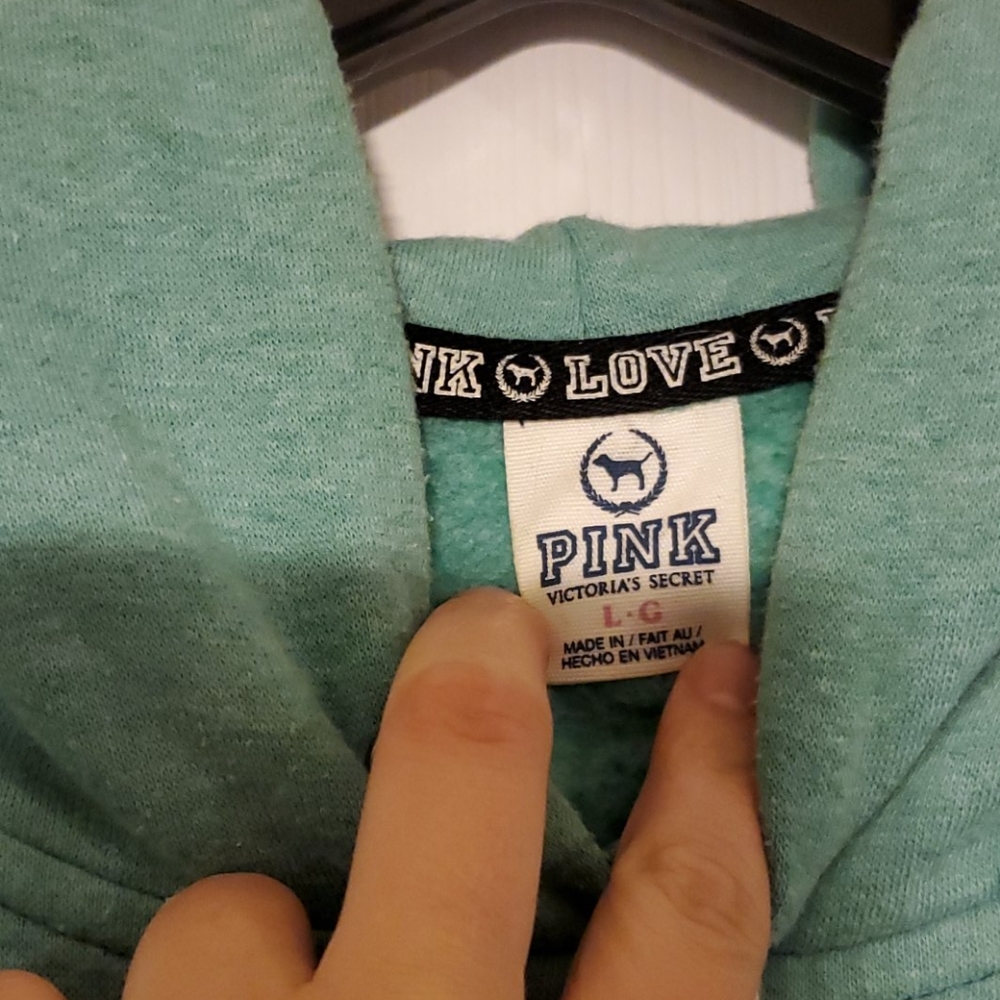 NK LOVE
PINK
VICTORIA'S SECRET
L·G
MADE IN / FAIT AU /
HECHO EN VIETNAM